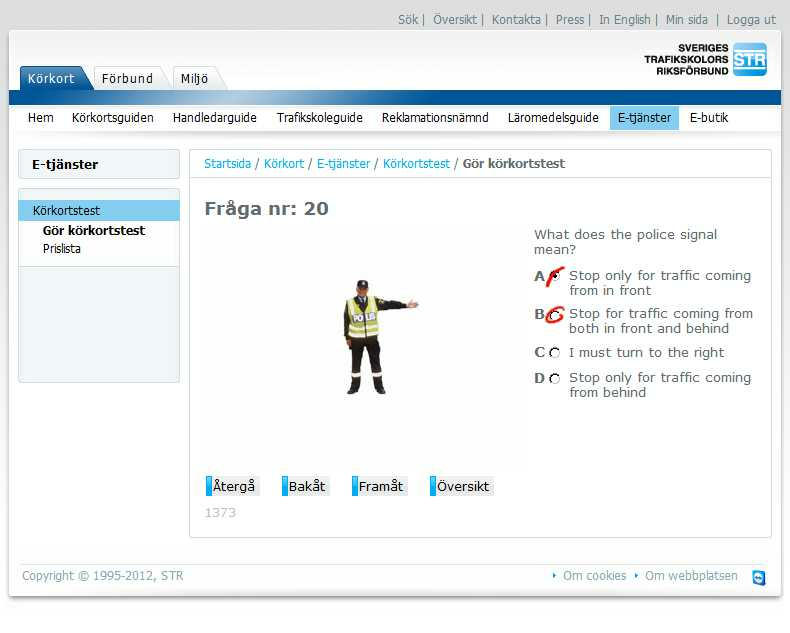 Sök | Översikt | Kontakta | Press | In English | Min sida | Logga ut
SVERIGES
TRAFIKSKOLORS
RIKSFÖRBUND
STR
Körkort Förbund Miljö
Hem Körkortsguiden Handledarguide Trafikskoleguide Reklamationsnämnd Läromedelsguide E-tjänster E-butik
E-tjänster
Körkortstest
Gör körkortstest
Prislista
Startsida / Körkort / E-tjänster / Körkortstest / Gör körkortstest
Fråga nr: 20
POLIS
What does the police signal
mean?
A Stop only for traffic coming
from in front
B Stop for traffic coming from
both in front and behind
C I must turn to the right
D Stop only for traffic coming
from behind
Återgå Bakåt Framåt Översikt
1373
Copyright © 1995-2012, STR
Om cookies Om webbplatsen